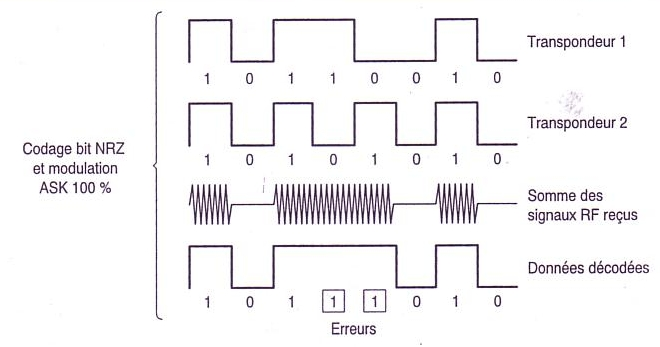 Transpondeur 1
1 0 1 1 0 0 1 0
Transpondeur 2
1 0 1 0 1 0 1 0
Codage bit NRZ
et modulation
ASK 100 %
Somme des
signaux RF reçus
Données décodées
1 0 1 1 1 0 1 0
Erreurs